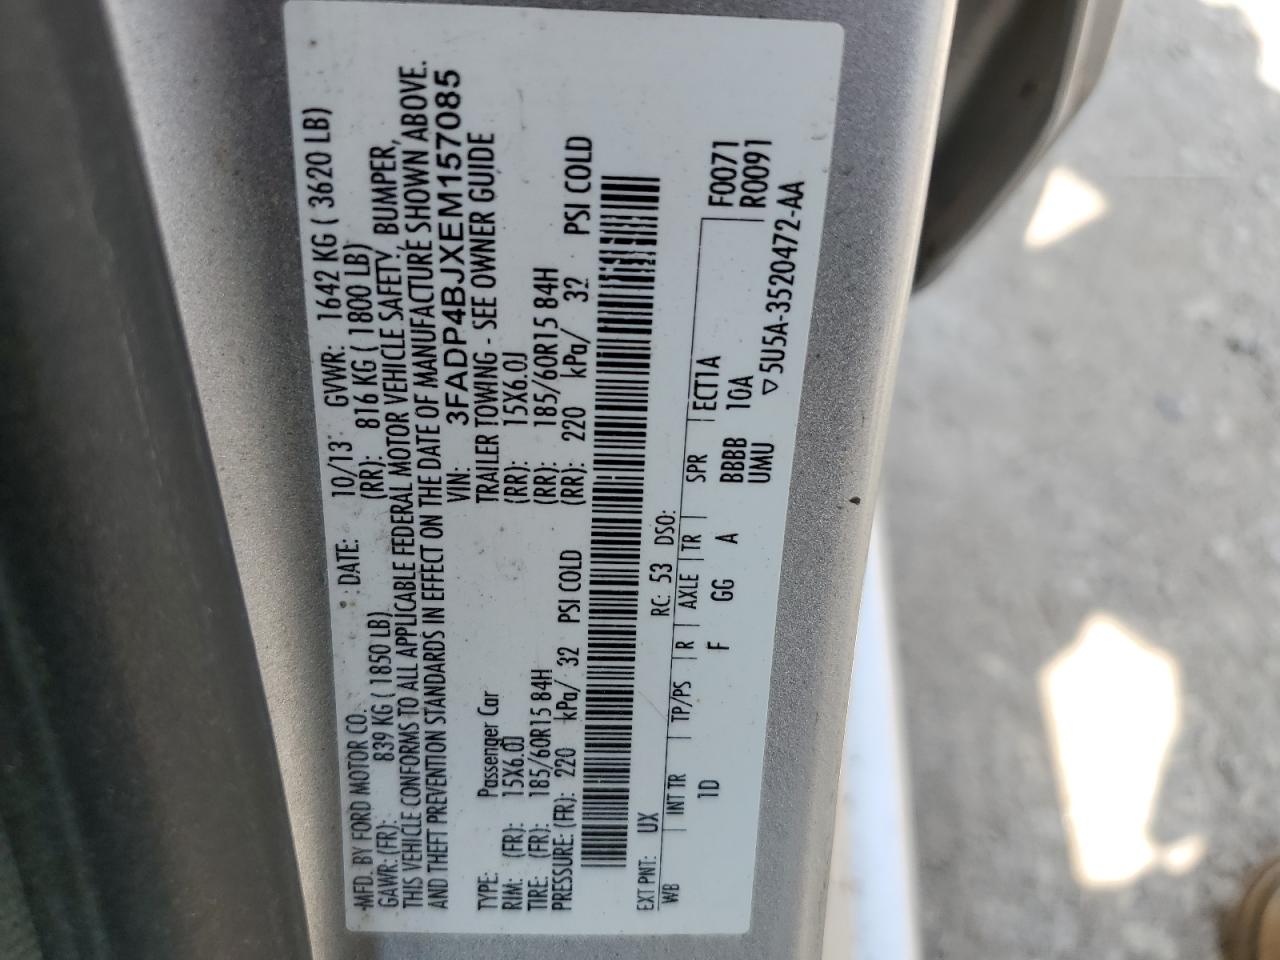 MFD. BY FORD MOTOR CO. DATE: 10/13 GVWR: 1642 KG ( 3620 LB)
GAWR: (FR): 839 KG ( 1850 LB) (RR): 816 KG ( 1800 LB)
THIS VEHICLE CONFORMS TO ALL APPLICABLE FEDERAL MOTOR VEHICLE SAFETY, BUMPER,
AND THEFT PREVENTION STANDARDS IN EFFECT ON THE DATE OF MANUFACTURE SHOWN ABOVE.
VIN: 3FADP4BJXEM157085
TYPE: Passenger Car TRAILER TOWING - SEE OWNER GUIDE
RIM: (FR): 15X6.0J (RR): 15X6.0J
TIRE: (FR): 185/60R15 84H (RR): 185/60R15 84H
PRESSURE: (FR): 220 kPa/ 32 PSI COLD (RR): 220 kPa/ 32 PSI COLD
EXT PNT: UX RC: 53 DSO: F0071
WB INT TR TP/PS R AXLE TR SPR ECT1A R0091
1D F GG A BBBB 10A
UMU ▽5U5A-3520472-AA